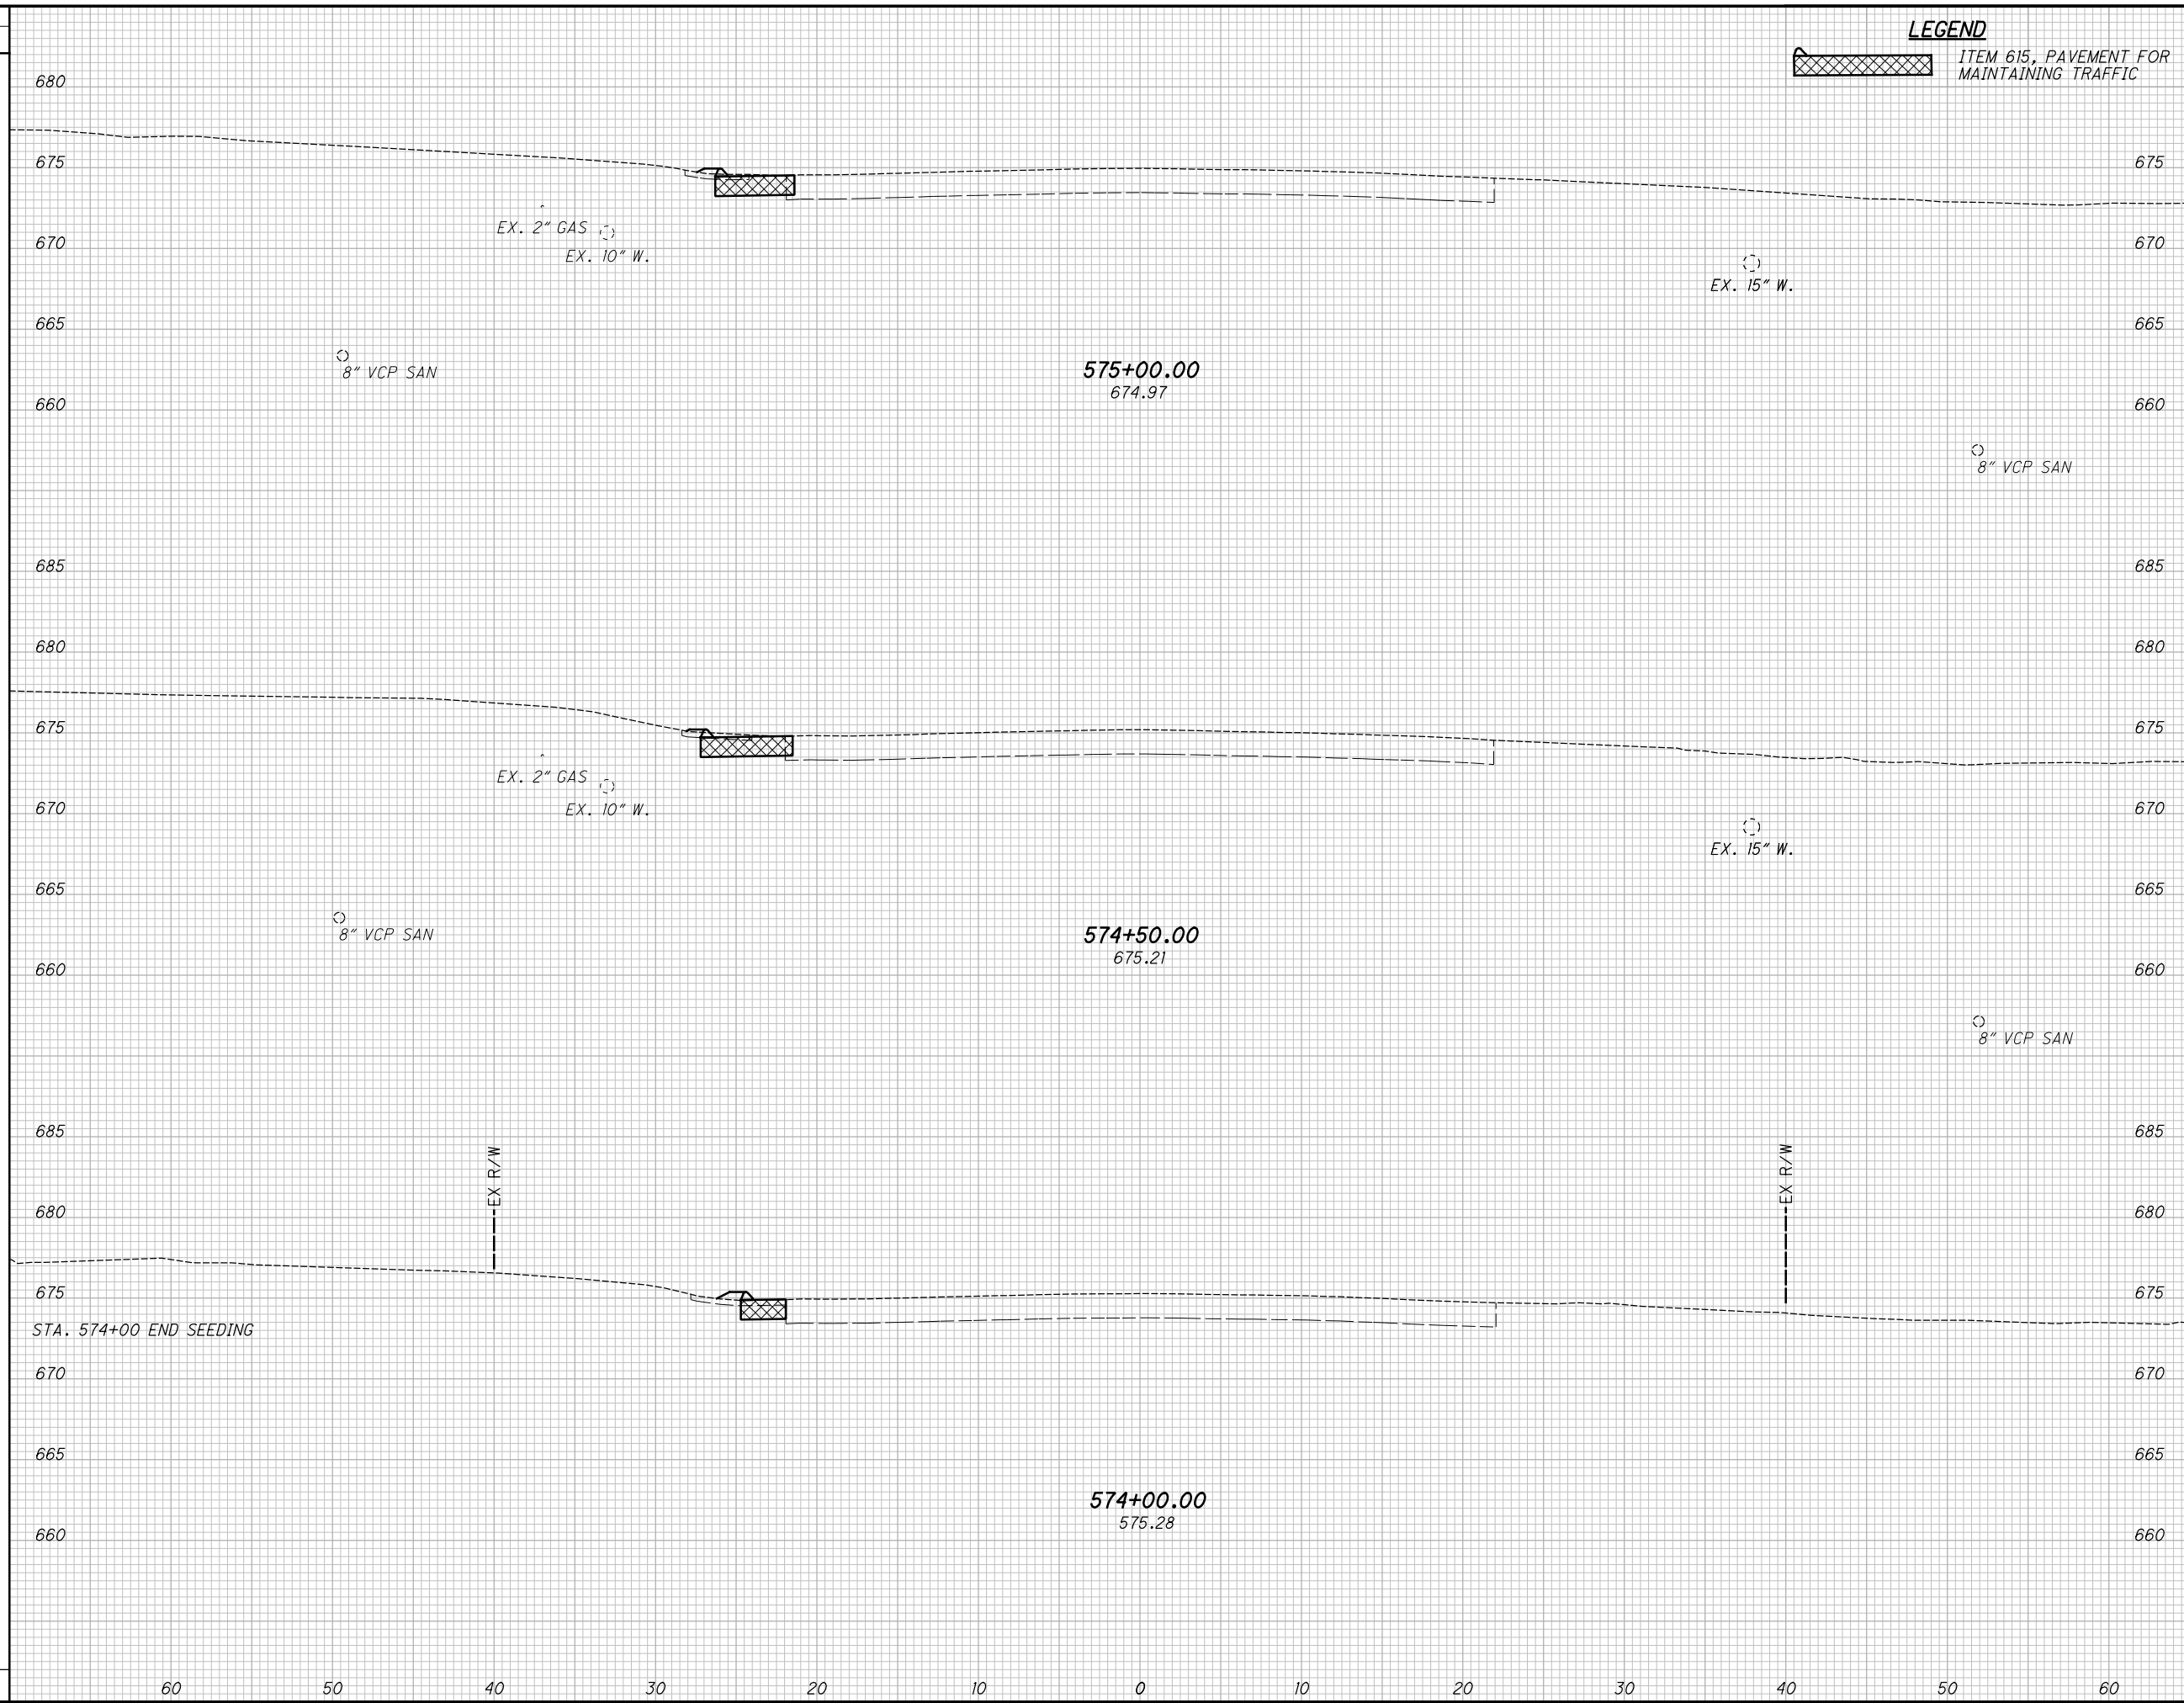 LEGEND
ITEM 615, PAVEMENT FOR
MAINTAINING TRAFFIC
680
675 675
670 670
EX. 2" GAS
EX. 10" W.
EX. 15" W.
665 665
8" VCP SAN
575+00.00
674.97
660 660
8" VCP SAN
685 685
680 680
675 675
EX. 2" GAS
EX. 10" W.
670 670
EX. 15" W.
665 665
8" VCP SAN
574+50.00
675.21
660 660
8" VCP SAN
685 685
EX R/W EX R/W
680 680
675 675
STA. 574+00 END SEEDING
670 670
665 665
574+00.00
575.28
660 660
60 50 40 30 20 10 0 10 20 30 40 50 60